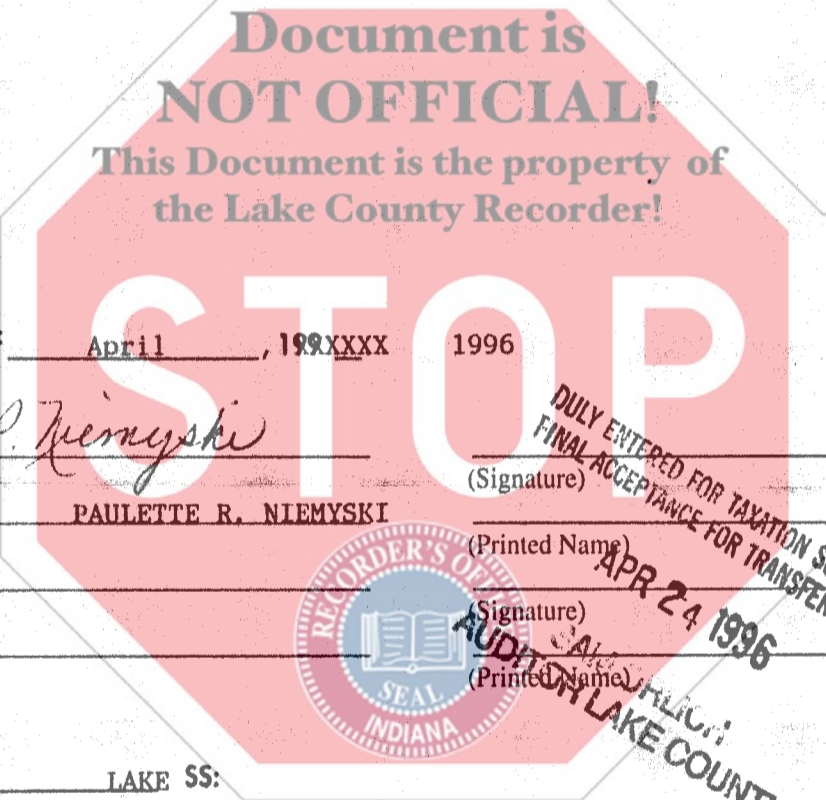 Document is
NOT OFFICIAL!
This Document is the property of
the Lake County Recorder!
STOP
April , 199XXXXX 1996
Niemyski
(Signature)
PAULETTE R. NIEMYSKI
(Printed Name)
(Signature)
(Printed Name)
DULY ENTERED FOR TAXATION
FINAL ACCEPTANCE FOR TRANSFER
APR 24 1996
AUDITOR LAKE COUNT
RECORDER'S OFFI
SEAL
INDIANA
LAKE SS: